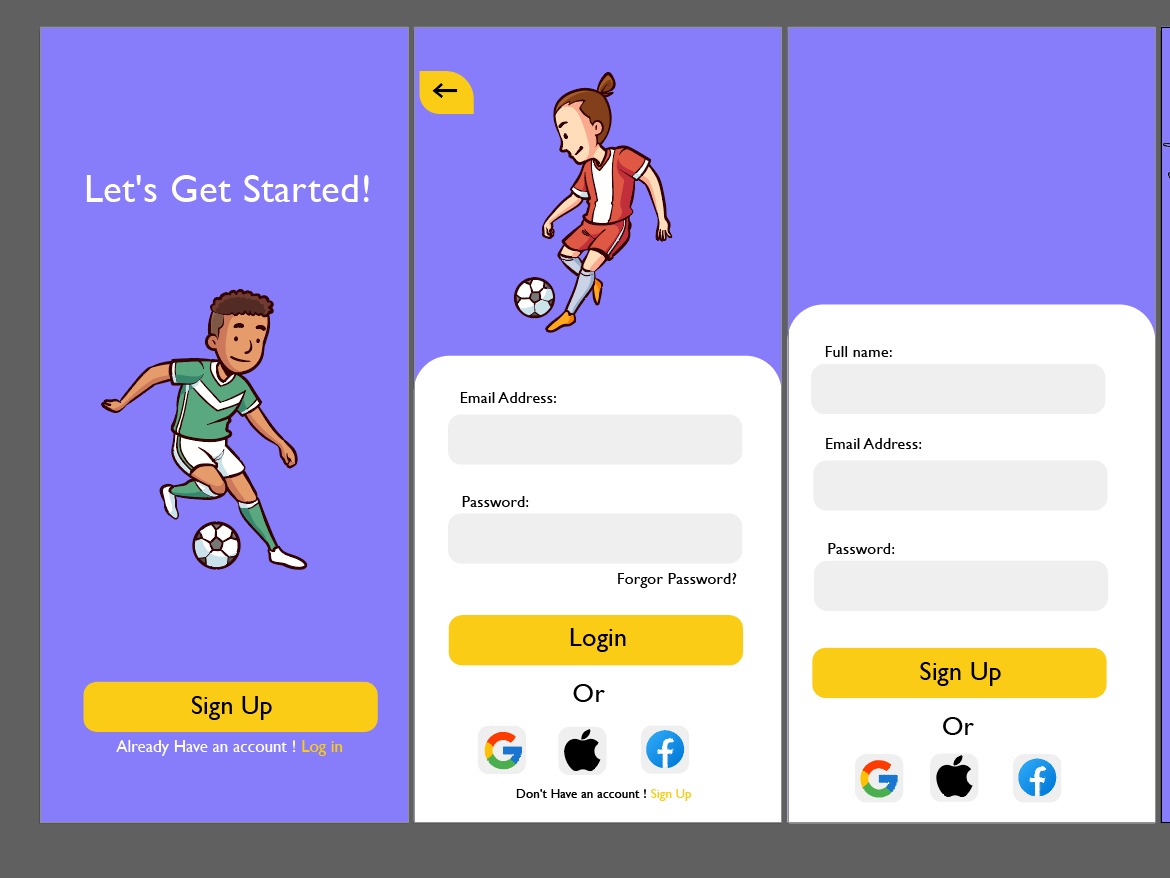 Let's Get Started!
Sign Up
Already Have an account ! Log in
Email Address:
Password:
Forgor Password?
Login
Or
Don't Have an account ! Sign Up
Full name:
Email Address:
Password:
Sign Up
Or